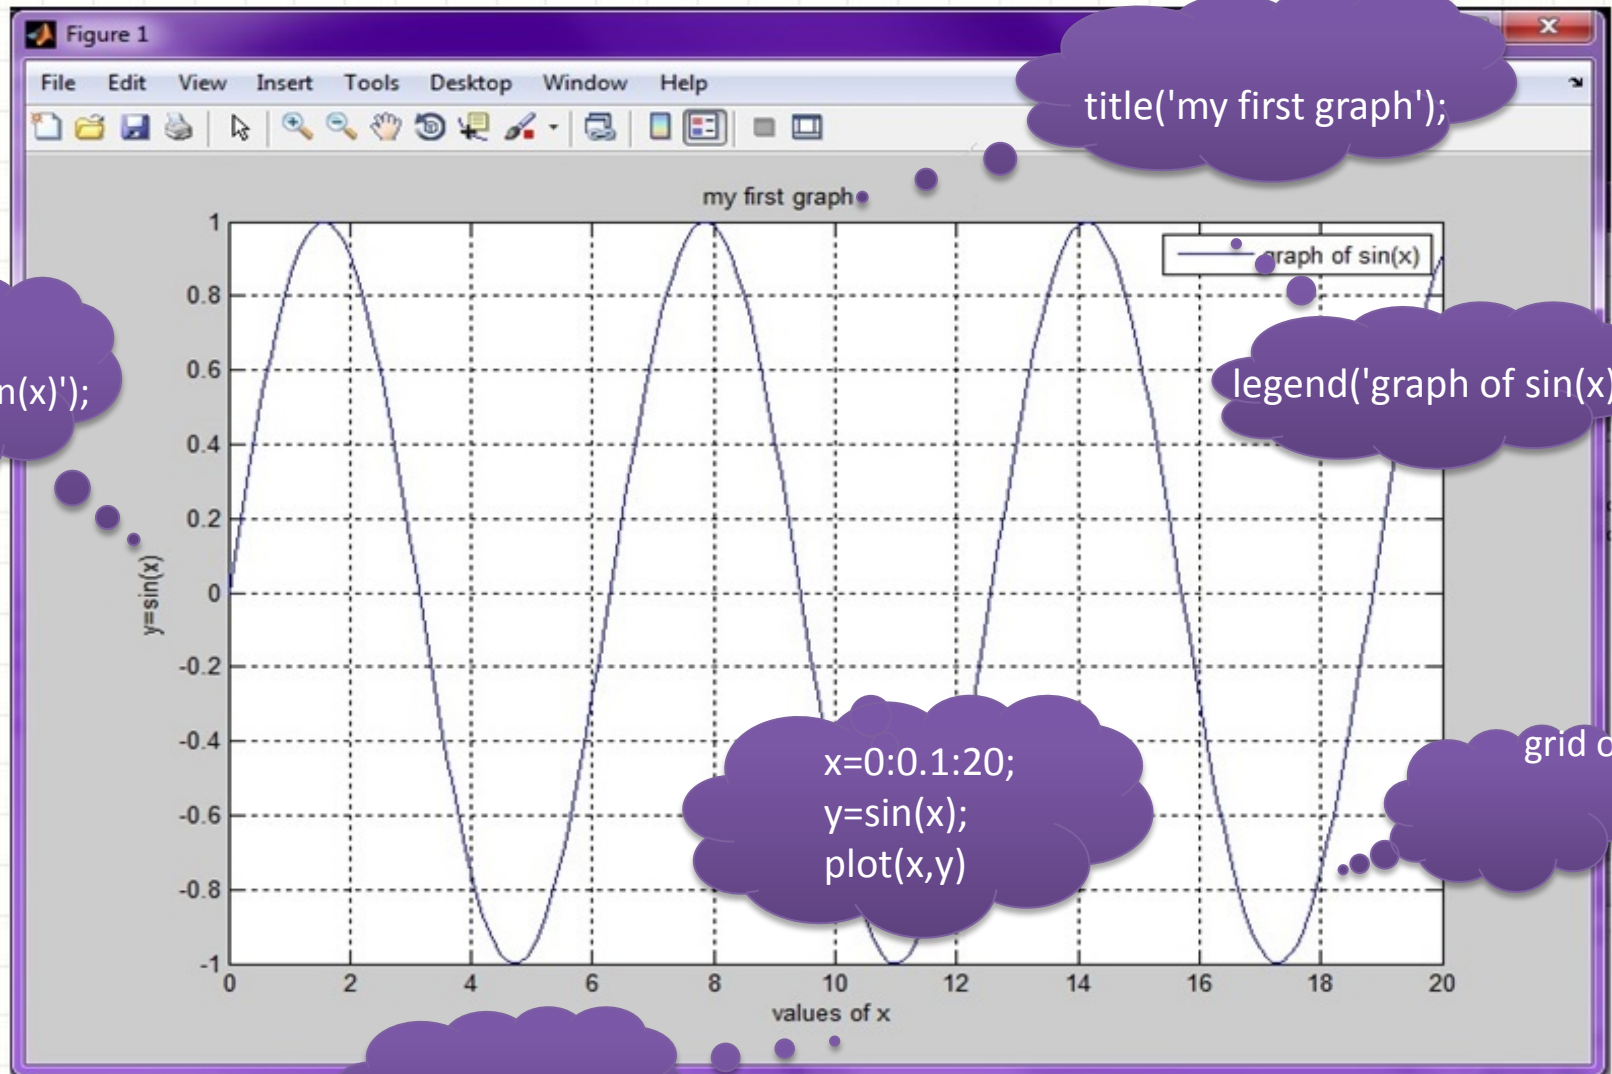 Figure 1
File Edit View Insert Tools Desktop Window Help
title('my first graph');
my first graph
graph of sin(x)
1
0.8
0.6
0.4
0.2
0
-0.2
-0.4
-0.6
-0.8
-1
n(x)');
legend('graph of sin(x)
y=sin(x)
x=0:0.1:20;
y=sin(x);
plot(x,y)
grid o
0 2 4 6 8 10 12 14 16 18 20
values of x